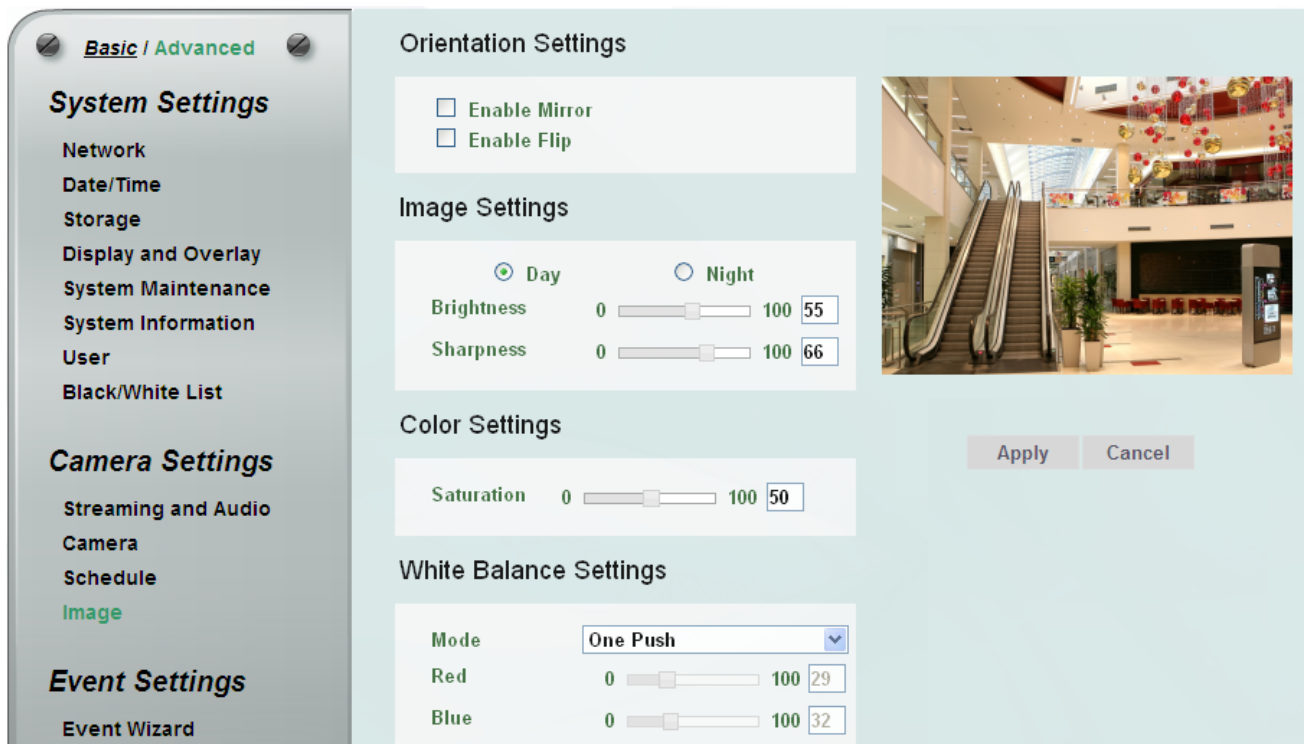 Basic / Advanced
System Settings
Network
Date/Time
Storage
Display and Overlay
System Maintenance
System Information
User
Black/White List
Camera Settings
Streaming and Audio
Camera
Schedule
Image
Event Settings
Event Wizard
Orientation Settings
Enable Mirror
Enable Flip
Image Settings
Day Night
Brightness 0 100 55
Sharpness 0 100 66
Color Settings
Saturation 0 100 50
White Balance Settings
Mode One Push
Red 0 100 29
Blue 0 100 32
Apply Cancel